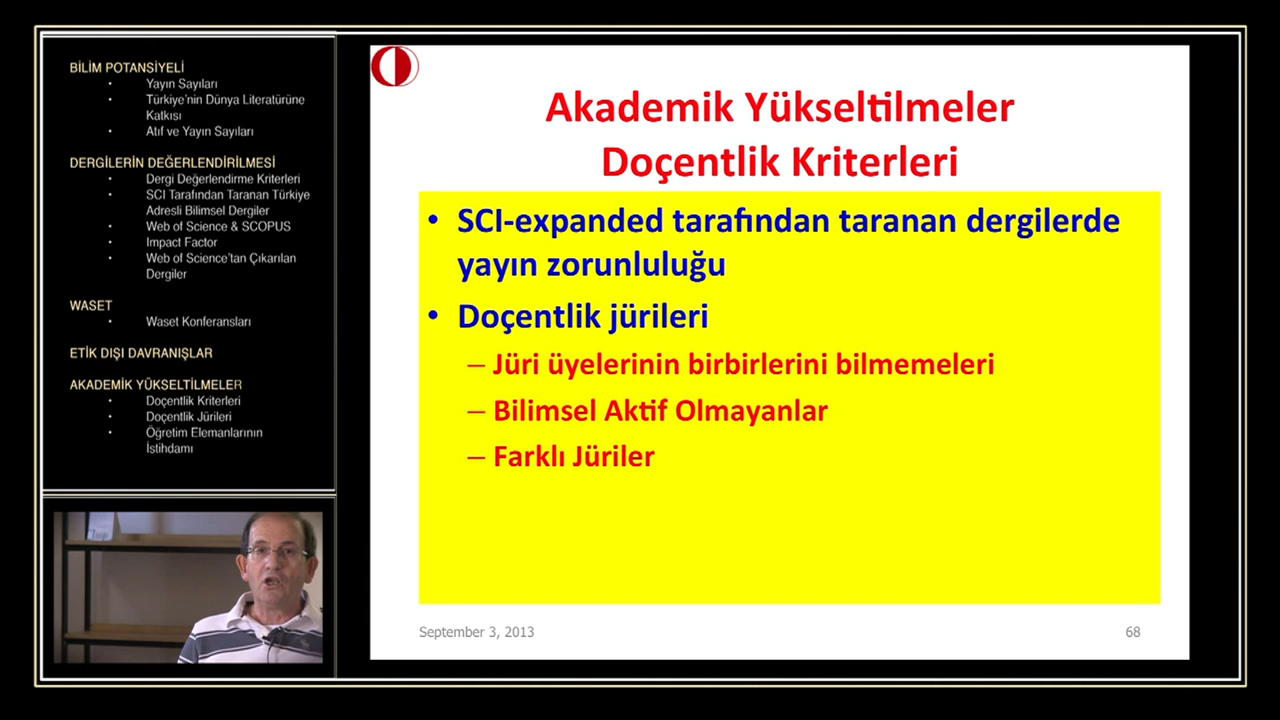 BİLİM POTANSİYELİ
• Yayın Sayıları
• Türkiye'nin Dünya Literatürüne
Katkısı
• Atıf ve Yayın Sayıları
DERGİLERİN DEĞERLENDİRİLMESİ
• Dergi Değerlendirme Kriterleri
• SCI Tarafından Taranan Türkiye
Adresli Bilimsel Dergiler
• Web of Science & SCOPUS
• Impact Factor
• Web of Science'tan Çıkarılan
Dergiler
WASET
• Waset Konferansları
ETİK DIŞI DAVRANIŞLAR
AKADEMİK YÜKSELTİLMELER
• Doçentlik Kriterleri
• Doçentlik Jürileri
• Öğretim Elemanlarının
İstihdamı
Akademik Yükseltilmeler
Doçentlik Kriterleri
• SCI-expanded tarafından taranan dergilerde
yayın zorunluluğu
• Doçentlik jürileri
– Jüri üyelerinin birbirlerini bilmemeleri
– Bilimsel Aktif Olmayanlar
– Farklı Jüriler
September 3, 2013
68